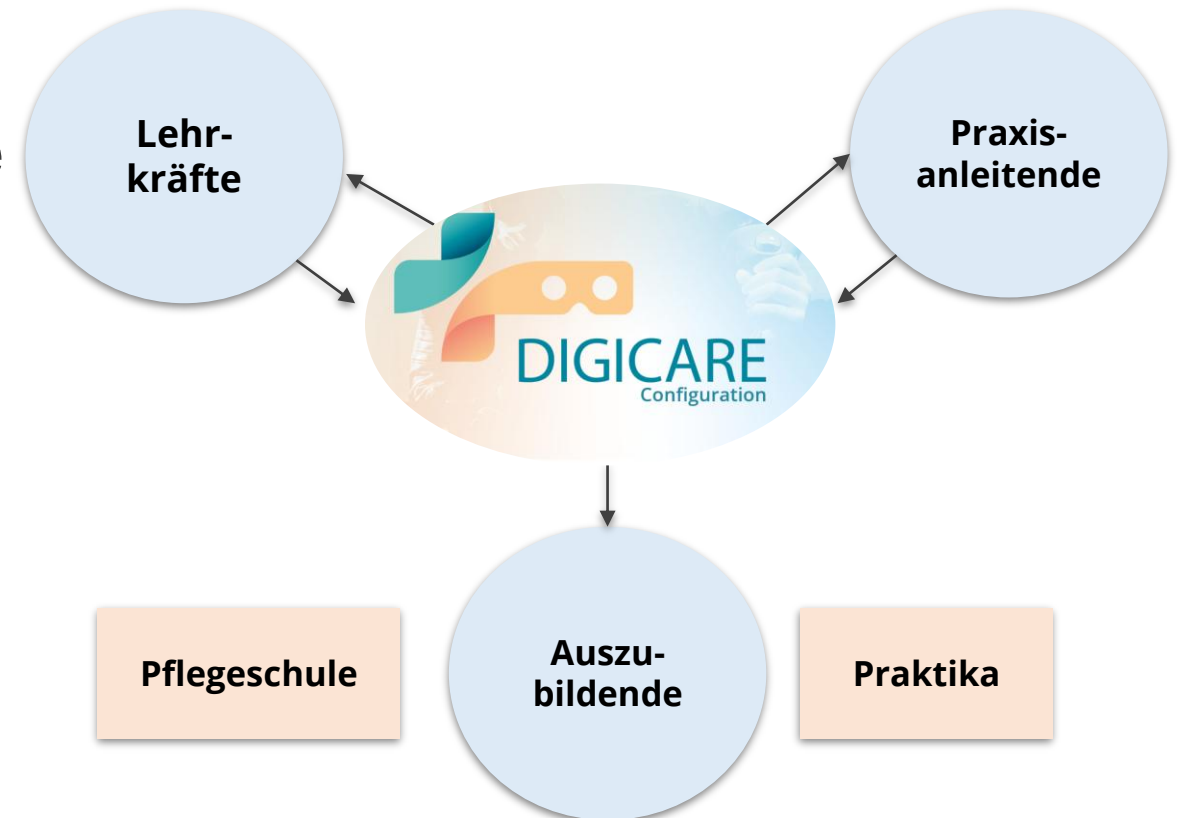 Lehr-
kräfte
Praxis-
anleitende
DIGICARE
Configuration
Pflegeschule
Auszu-
bildende
Praktika